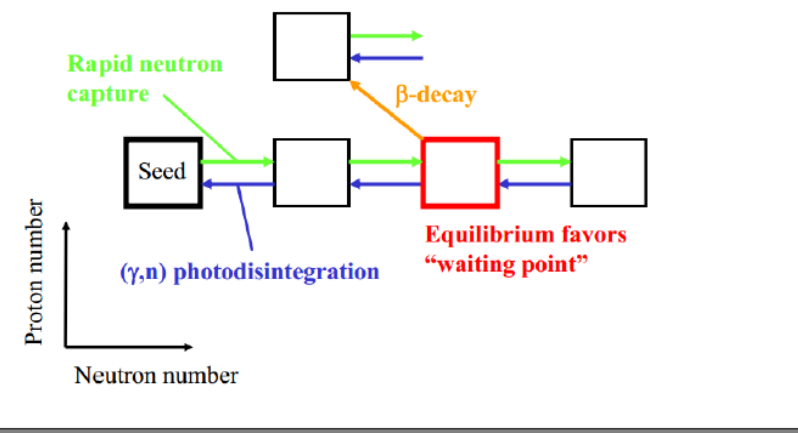 Rapid neutron
capture
β-decay
Seed
Equilibrium favors
“waiting point”
(γ,n) photodisintegration
Proton number
Neutron number